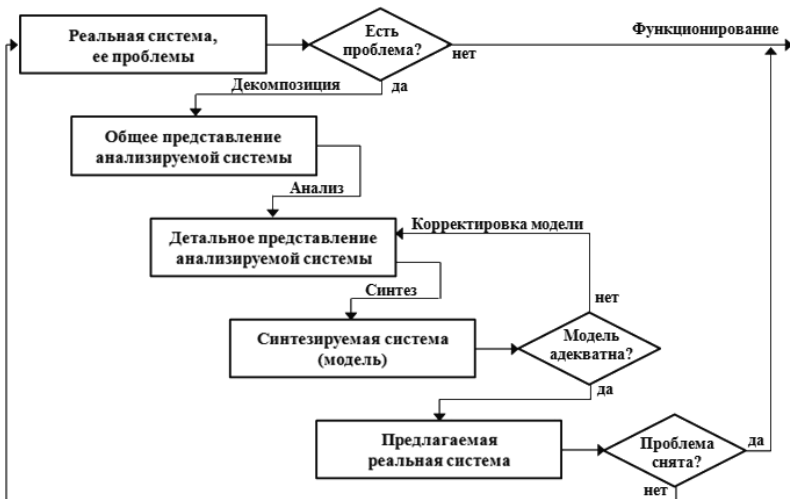 Реальная система,
ее проблемы
Есть
проблема?
Функционирование
нет
Декомпозиция
да
Общее представление
анализируемой системы
Анализ
Детальное представление
анализируемой системы
Корректировка модели
Синтез
нет
Синтезируемая система
(модель)
Модель
адекватна?
да
Предлагаемая
реальная система
Проблема
снята?
да
нет